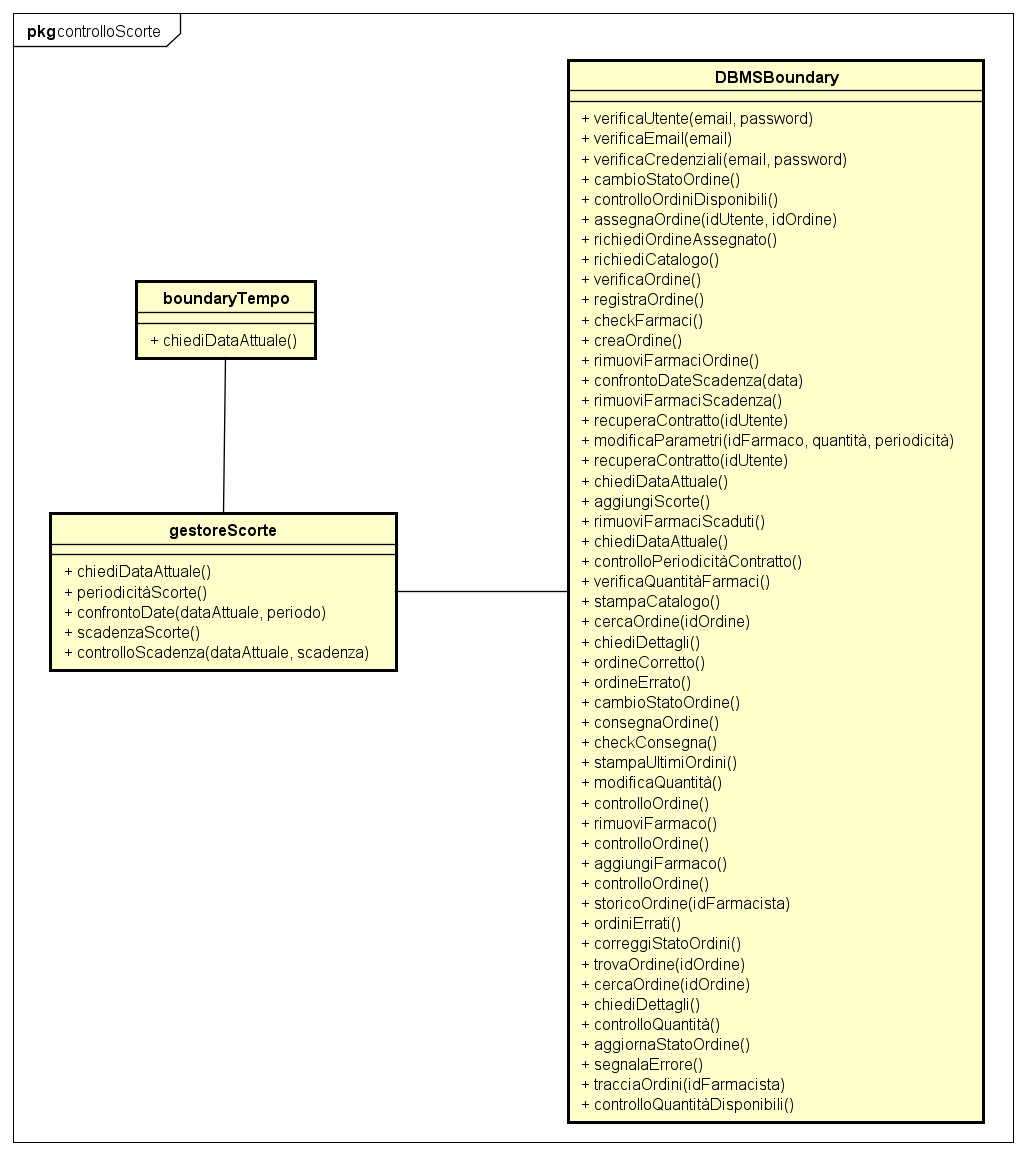 pkg controlloScorte
DBMSBoundary
+ verificaUtente(email, password)
+ verificaEmail(email)
+ verificaCredenziali(email, password)
+ cambioStatoOrdine()
+ controlloOrdiniDisponibili()
+ assegnaOrdine(idUtente, idOrdine)
+ richiediOrdineAssegnato()
+ richiediCatalogo()
+ verificaOrdine()
+ registraOrdine()
+ checkFarmaci()
+ creaOrdine()
+ rimuoviFarmaciOrdine()
+ confrontoDateScadenza(data)
+ rimuoviFarmaciScadenza()
+ recuperaContratto(idUtente)
+ modificaParametri(idFarmaco, quantità, periodicità)
+ recuperaContratto(idUtente)
+ chiediDataAttuale()
+ aggiungiScorte()
+ rimuoviFarmaciScaduti()
+ chiediDataAttuale()
+ controlloPeriodicitàContratto()
+ verificaQuantitàFarmaci()
+ stampaCatalogo()
+ cercaOrdine(idOrdine)
+ chiediDettagli()
+ ordineCorretto()
+ ordineErrato()
+ cambioStatoOrdine()
+ consegnaOrdine()
+ checkConsegna()
+ stampaUltimiOrdini()
+ modificaQuantità()
+ controlloOrdine()
+ rimuoviFarmaco()
+ controlloOrdine()
+ aggiungiFarmaco()
+ controlloOrdine()
+ storicoOrdine(idFarmacista)
+ ordiniErrati()
+ correggiStatoOrdini()
+ trovaOrdine(idOrdine)
+ cercaOrdine(idOrdine)
+ chiediDettagli()
+ controlloQuantità()
+ aggiornaStatoOrdine()
+ segnalaErrore()
+ tracciaOrdini(idFarmacista)
+ controlloQuantitàDisponibili()
boundaryTempo
+ chiediDataAttuale()
gestoreScorte
+ chiediDataAttuale()
+ periodicitàScorte()
+ confrontoDate(dataAttuale, periodo)
+ scadenzaScorte()
+ controlloScadenza(dataAttuale, scadenza)